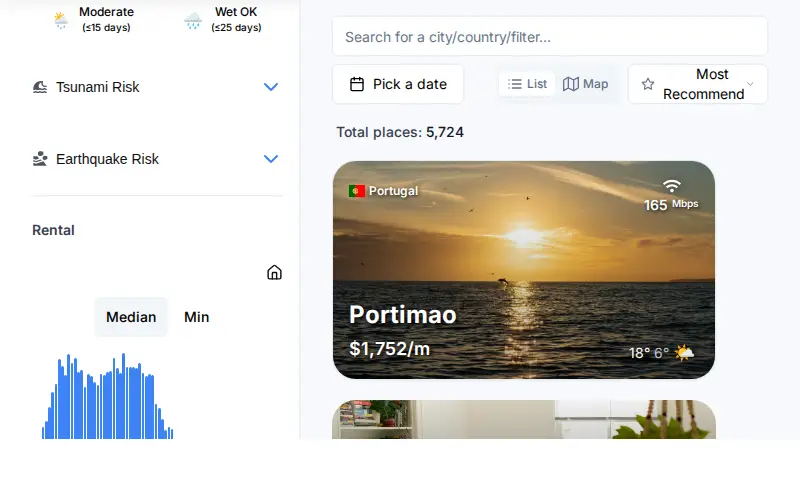 Moderate
(≤15 days)
Wet OK
(≤25 days)
Tsunami Risk
Earthquake Risk
Rental
Median
Min
Search for a city/country/filter...
Pick a date
List
Map
Most
Recommend
Total places: 5,724
Portugal
165 Mbps
Portimao
$1,752/m
18° 6°